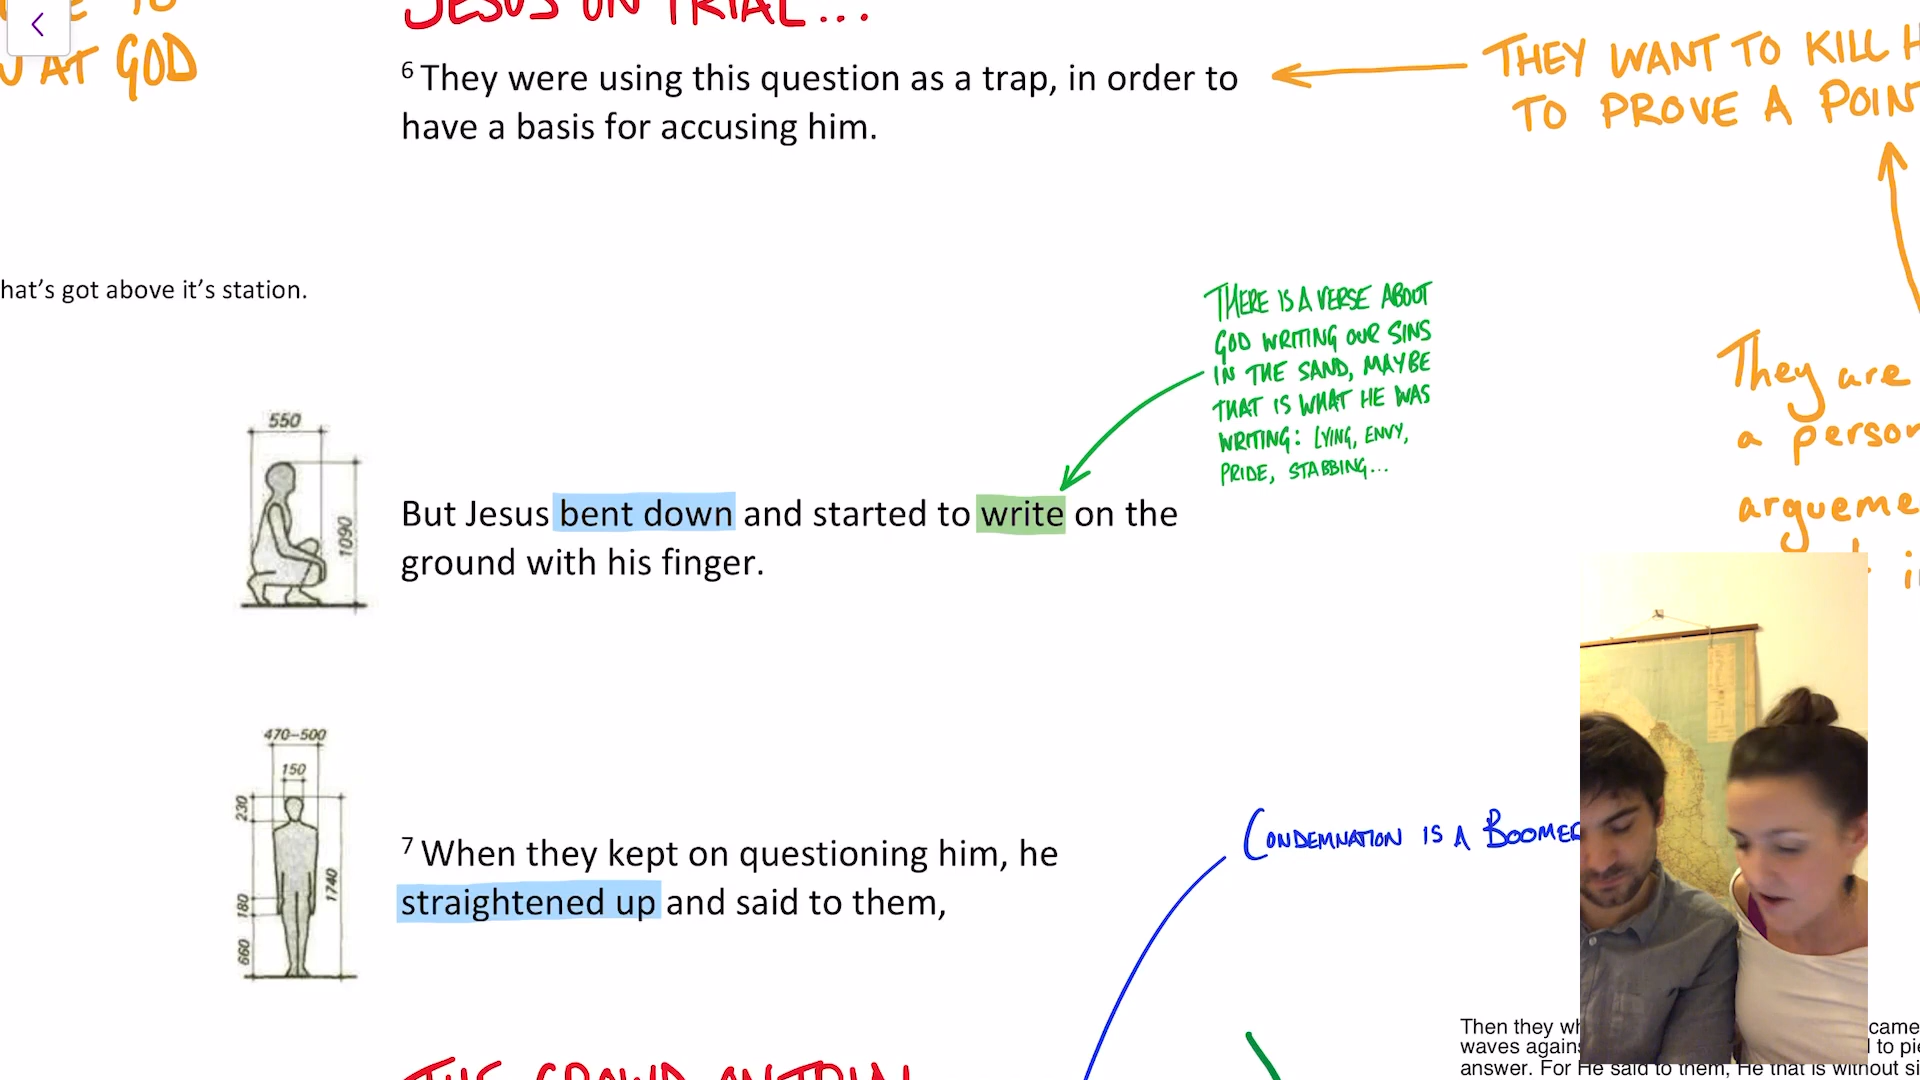 AT GOD
JESUS ON TRIAL...
6 They were using this question as a trap, in order to
have a basis for accusing him.
THEY WANT TO KILL
TO PROVE A POINT
hat's got above it's station.
THERE IS A VERSE ABOUT
GOD WRITING OUR SINS
IN THE SAND, MAYBE
THAT IS WHAT HE WAS
WRITING: LYING, ENVY,
PRIDE, STABBING...
They are
a person
argueme
550
1090
But Jesus bent down and started to write on the
ground with his finger.
470-500
150
230
1740
180
660
7 When they kept on questioning him, he
straightened up and said to them,
CONDEMNATION IS A BOOMER
THE CROWD ON TRIAL
Then they wh
came
waves agains
to pie
answer. For He said to them, He that is without si